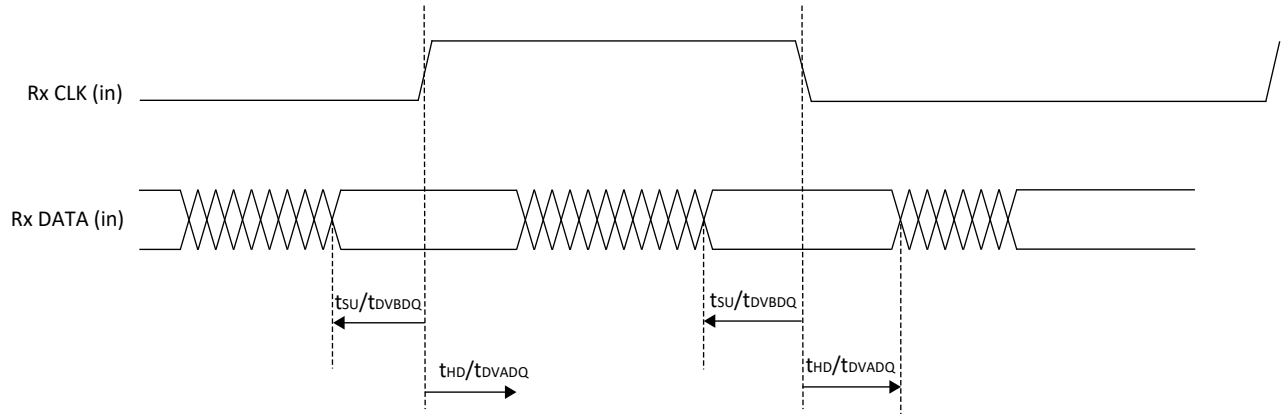 Rx CLK (in)
Rx DATA (in)
tSU/tDVBDQ
tSU/tDVBDQ
tHD/tDVADQ
tHD/tDVADQ